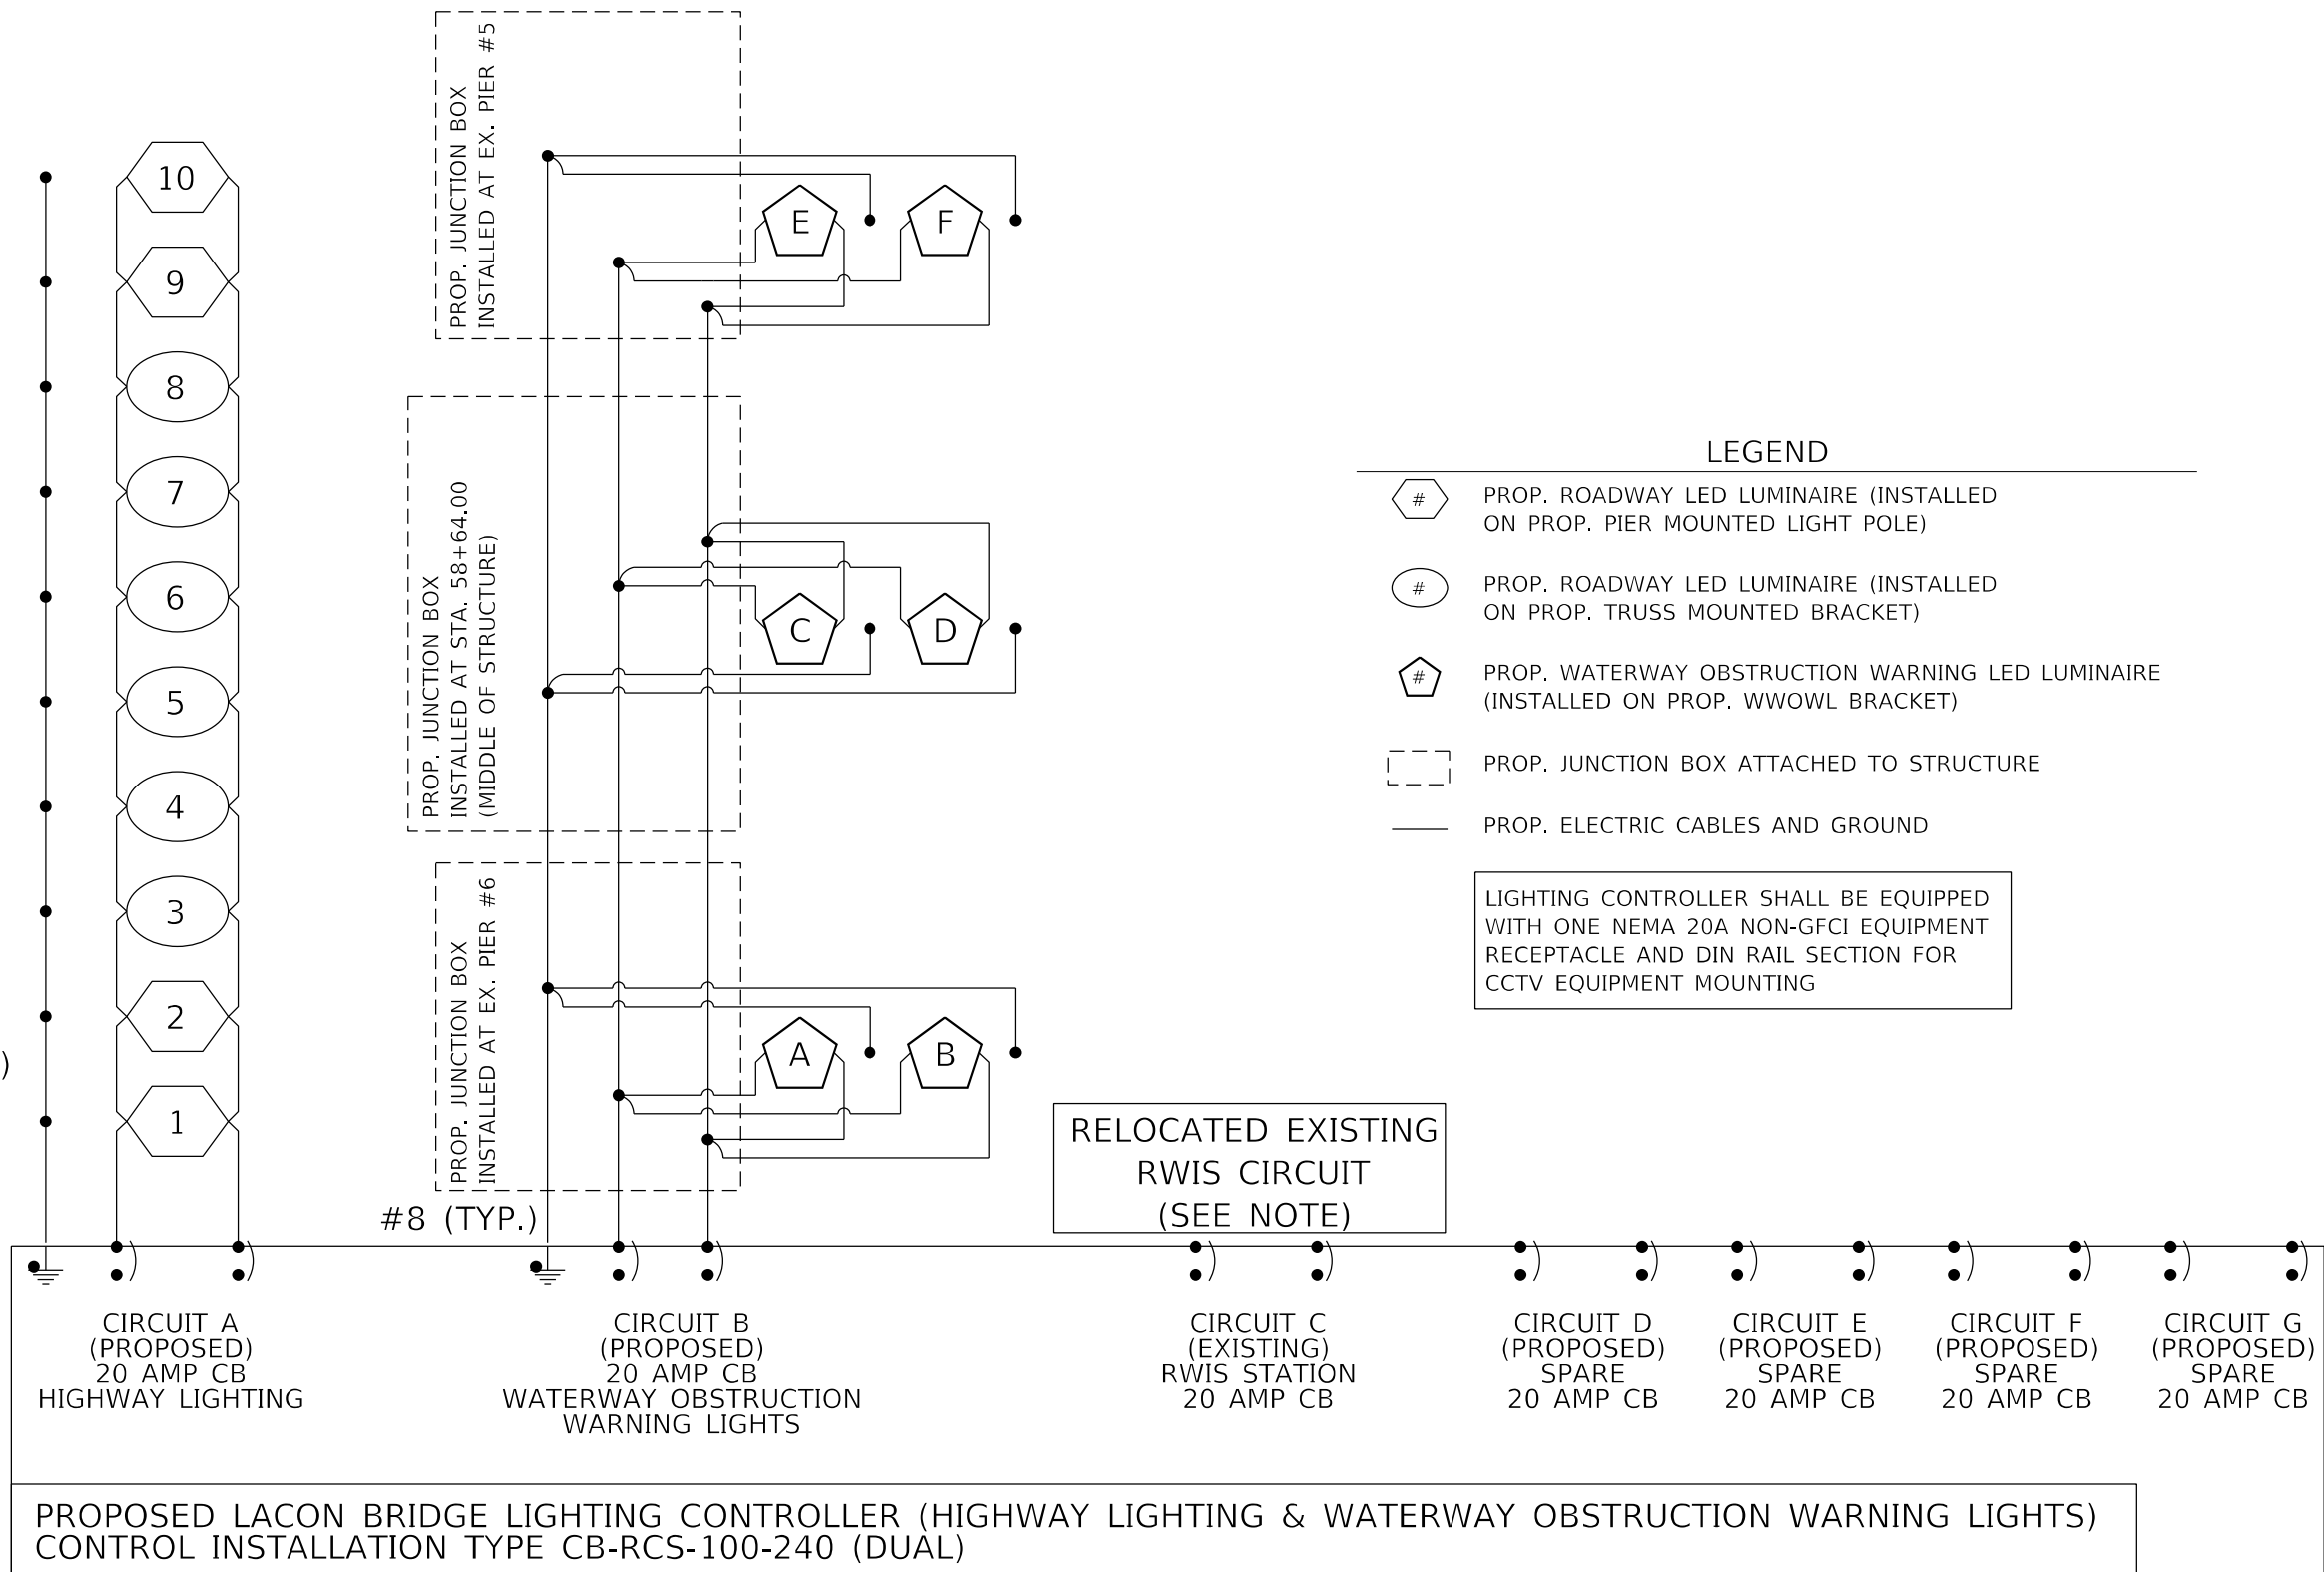 PROP. JUNCTION BOX
INSTALLED AT EX. PIER #5
10
9
8
7
6
5
4
3
2
1
)
E
F
PROP. JUNCTION BOX
INSTALLED AT STA. 58+64.00
(MIDDLE OF STRUCTURE)
C
D
PROP. JUNCTION BOX
INSTALLED AT EX. PIER #6
A
B
#8 (TYP.)
LEGEND
#
PROP. ROADWAY LED LUMINAIRE (INSTALLED
ON PROP. PIER MOUNTED LIGHT POLE)
#
PROP. ROADWAY LED LUMINAIRE (INSTALLED
ON PROP. TRUSS MOUNTED BRACKET)
#
PROP. WATERWAY OBSTRUCTION WARNING LED LUMINAIRE
(INSTALLED ON PROP. WWOWL BRACKET)
PROP. JUNCTION BOX ATTACHED TO STRUCTURE
PROP. ELECTRIC CABLES AND GROUND
LIGHTING CONTROLLER SHALL BE EQUIPPED
WITH ONE NEMA 20A NON-GFCI EQUIPMENT
RECEPTACLE AND DIN RAIL SECTION FOR
CCTV EQUIPMENT MOUNTING
RELOCATED EXISTING
RWIS CIRCUIT
(SEE NOTE)
CIRCUIT A
(PROPOSED)
20 AMP CB
HIGHWAY LIGHTING
CIRCUIT B
(PROPOSED)
20 AMP CB
WATERWAY OBSTRUCTION
WARNING LIGHTS
CIRCUIT C
(EXISTING)
RWIS STATION
20 AMP CB
CIRCUIT D
(PROPOSED)
SPARE
20 AMP CB
CIRCUIT E
(PROPOSED)
SPARE
20 AMP CB
CIRCUIT F
(PROPOSED)
SPARE
20 AMP CB
CIRCUIT G
(PROPOSED)
SPARE
20 AMP CB
PROPOSED LACON BRIDGE LIGHTING CONTROLLER (HIGHWAY LIGHTING & WATERWAY OBSTRUCTION WARNING LIGHTS)
CONTROL INSTALLATION TYPE CB-RCS-100-240 (DUAL)